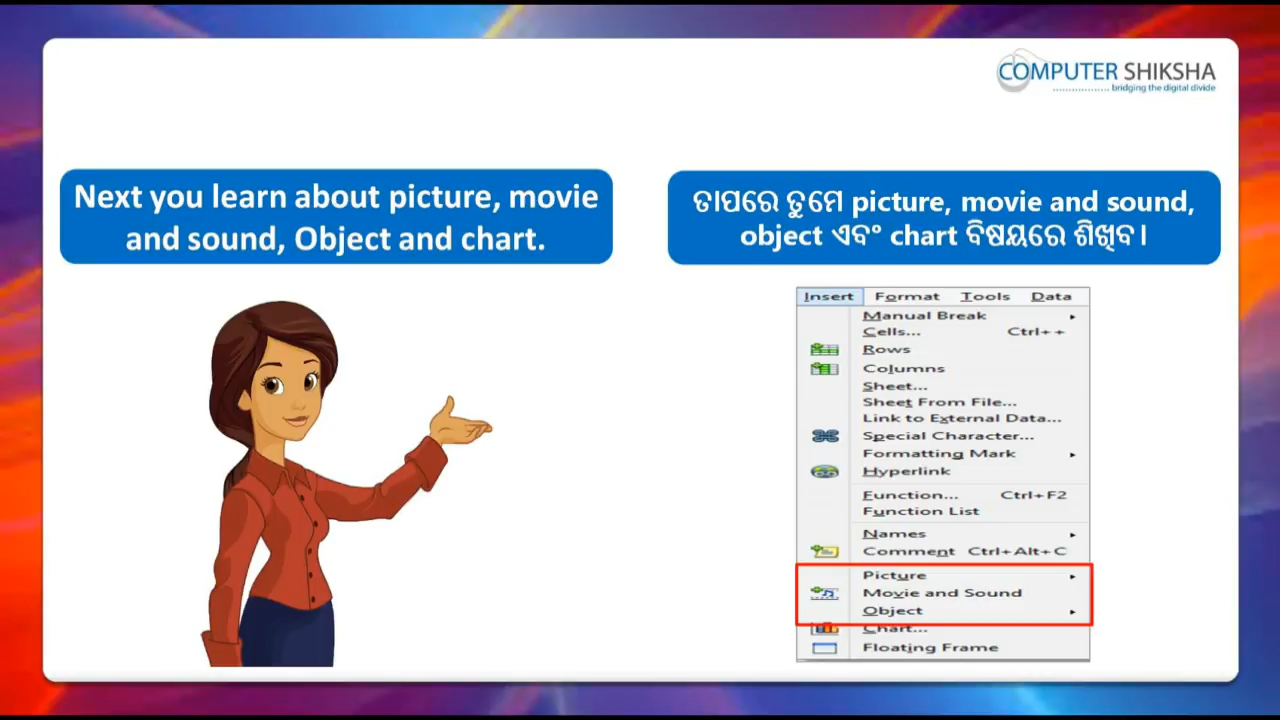 COMPUTER SHIKSHA
bridging the digital divide
Next you learn about picture, movie
and sound, Object and chart.
ତାପରେ ତୁମେ picture, movie and sound,
object ଏବଂ chart ବିଷୟରେ ଶିଖିବ।
Insert Format Tools Data
Manual Break
Cells... Ctrl++
Rows
Columns
Sheet...
Sheet From File...
Link to External Data...
Special Character...
Formatting Mark
Hyperlink
Function... Ctrl+F2
Function List
Names
Comment Ctrl+Alt+C
Picture
Movie and Sound
Object
Chart...
Floating Frame